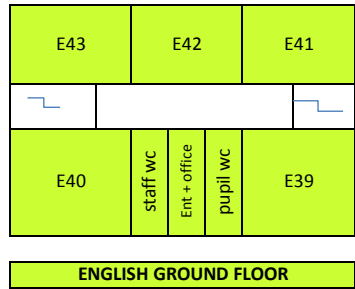 E43
E42
E41
E40
staff wc
Ent + office
pupil wc
E39
ENGLISH GROUND FLOOR